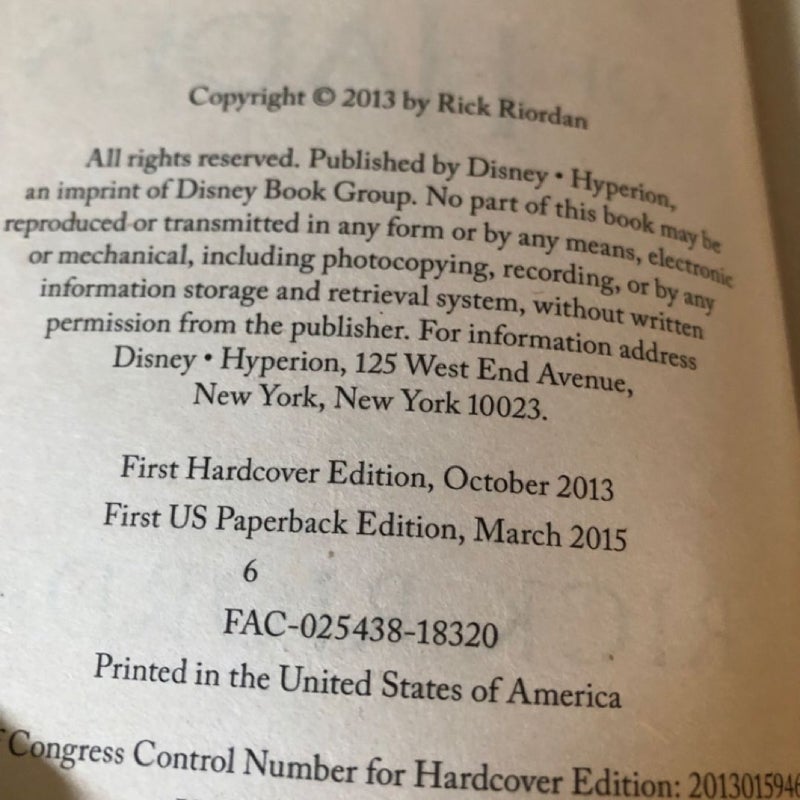 Copyright © 2013 by Rick Riordan
All rights reserved. Published by Disney • Hyperion,
an imprint of Disney Book Group. No part of this book may be
reproduced or transmitted in any form or by any means, electronic
or mechanical, including photocopying, recording, or by any
information storage and retrieval system, without written
permission from the publisher. For information address
Disney • Hyperion, 125 West End Avenue,
New York, New York 10023.
First Hardcover Edition, October 2013
First US Paperback Edition, March 2015
6
FAC-025438-18320
Printed in the United States of America
Congress Control Number for Hardcover Edition: 2013015946